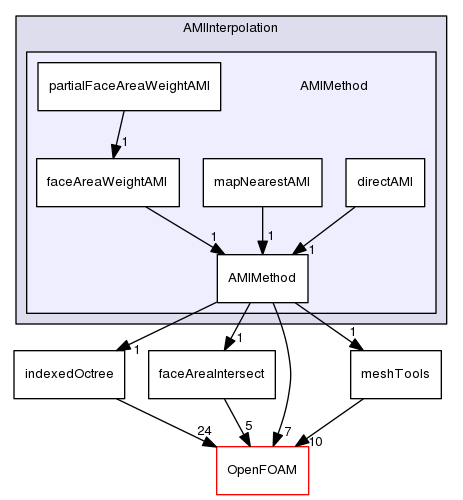 AMIInterpolation
partialFaceAreaWeightAMI
AMIMethod
1
faceAreaWeightAMI
mapNearestAMI
directAMI
1
1
1
AMIMethod
1
1
1
indexedOctree
faceAreaIntersect
meshTools
24
5
7
10
OpenFOAM